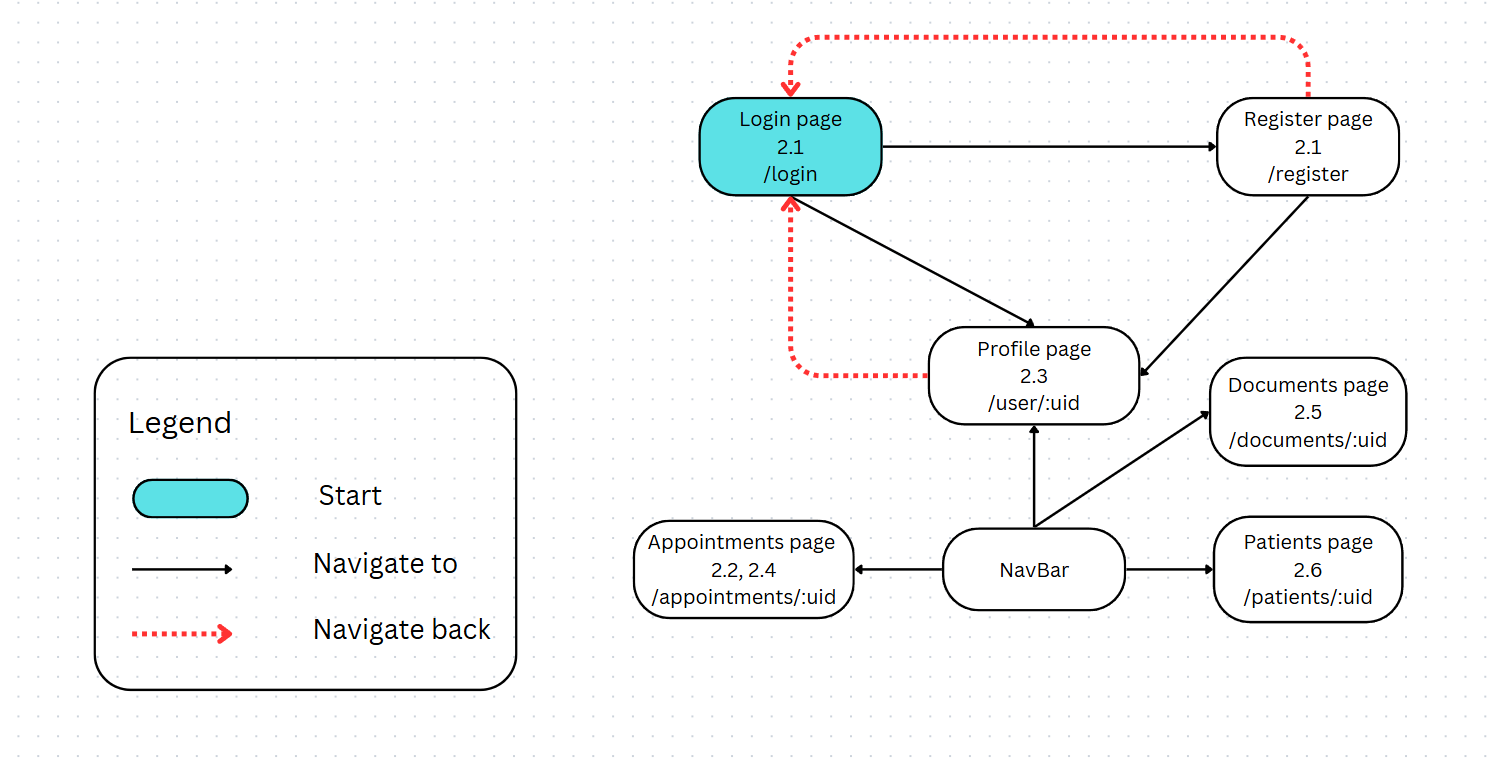 Login page
2.1
/login
Register page
2.1
/register
Profile page
2.3
/user/:uid
Documents page
2.5
/documents/:uid
Appointments page
2.2, 2.4
/appointments/:uid
NavBar
Patients page
2.6
/patients/:uid
Legend
Start
Navigate to
Navigate back